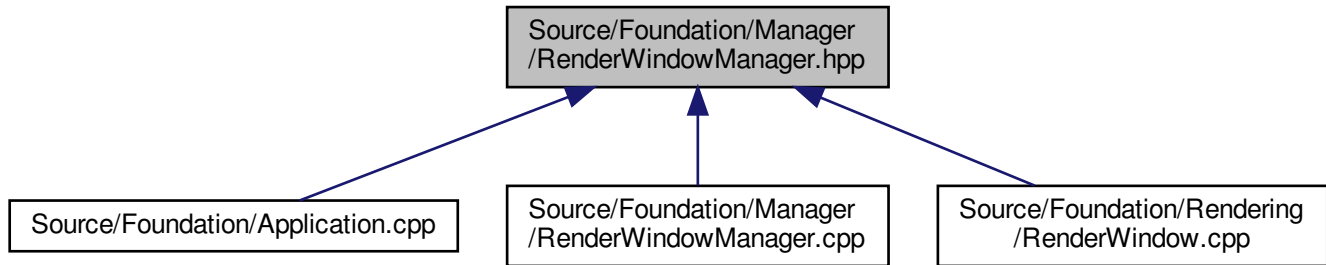 Source/Foundation/Manager
/RenderWindowManager.hpp
Source/Foundation/Application.cpp
Source/Foundation/Manager
/RenderWindowManager.cpp
Source/Foundation/Rendering
/RenderWindow.cpp